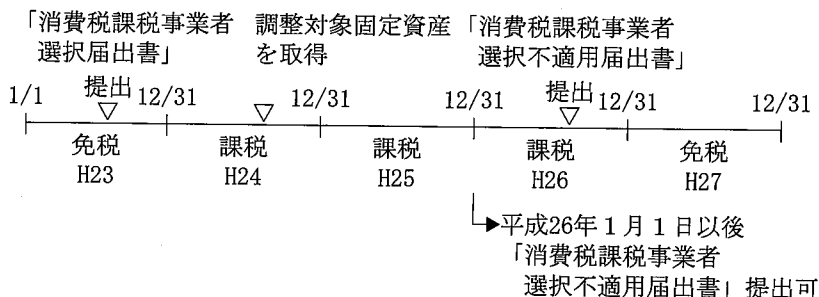 「消費税課税事業者
選択届出書」
提出
調整対象固定資産
を取得
「消費税課税事業者
選択不適用届出書」
提出
1/1
12/31
12/31
12/31
12/31
12/31
免税
H23
課税
H24
課税
H25
課税
H26
免税
H27
平成26年1月1日以後
「消費税課税事業者
選択不適用届出書」提出可